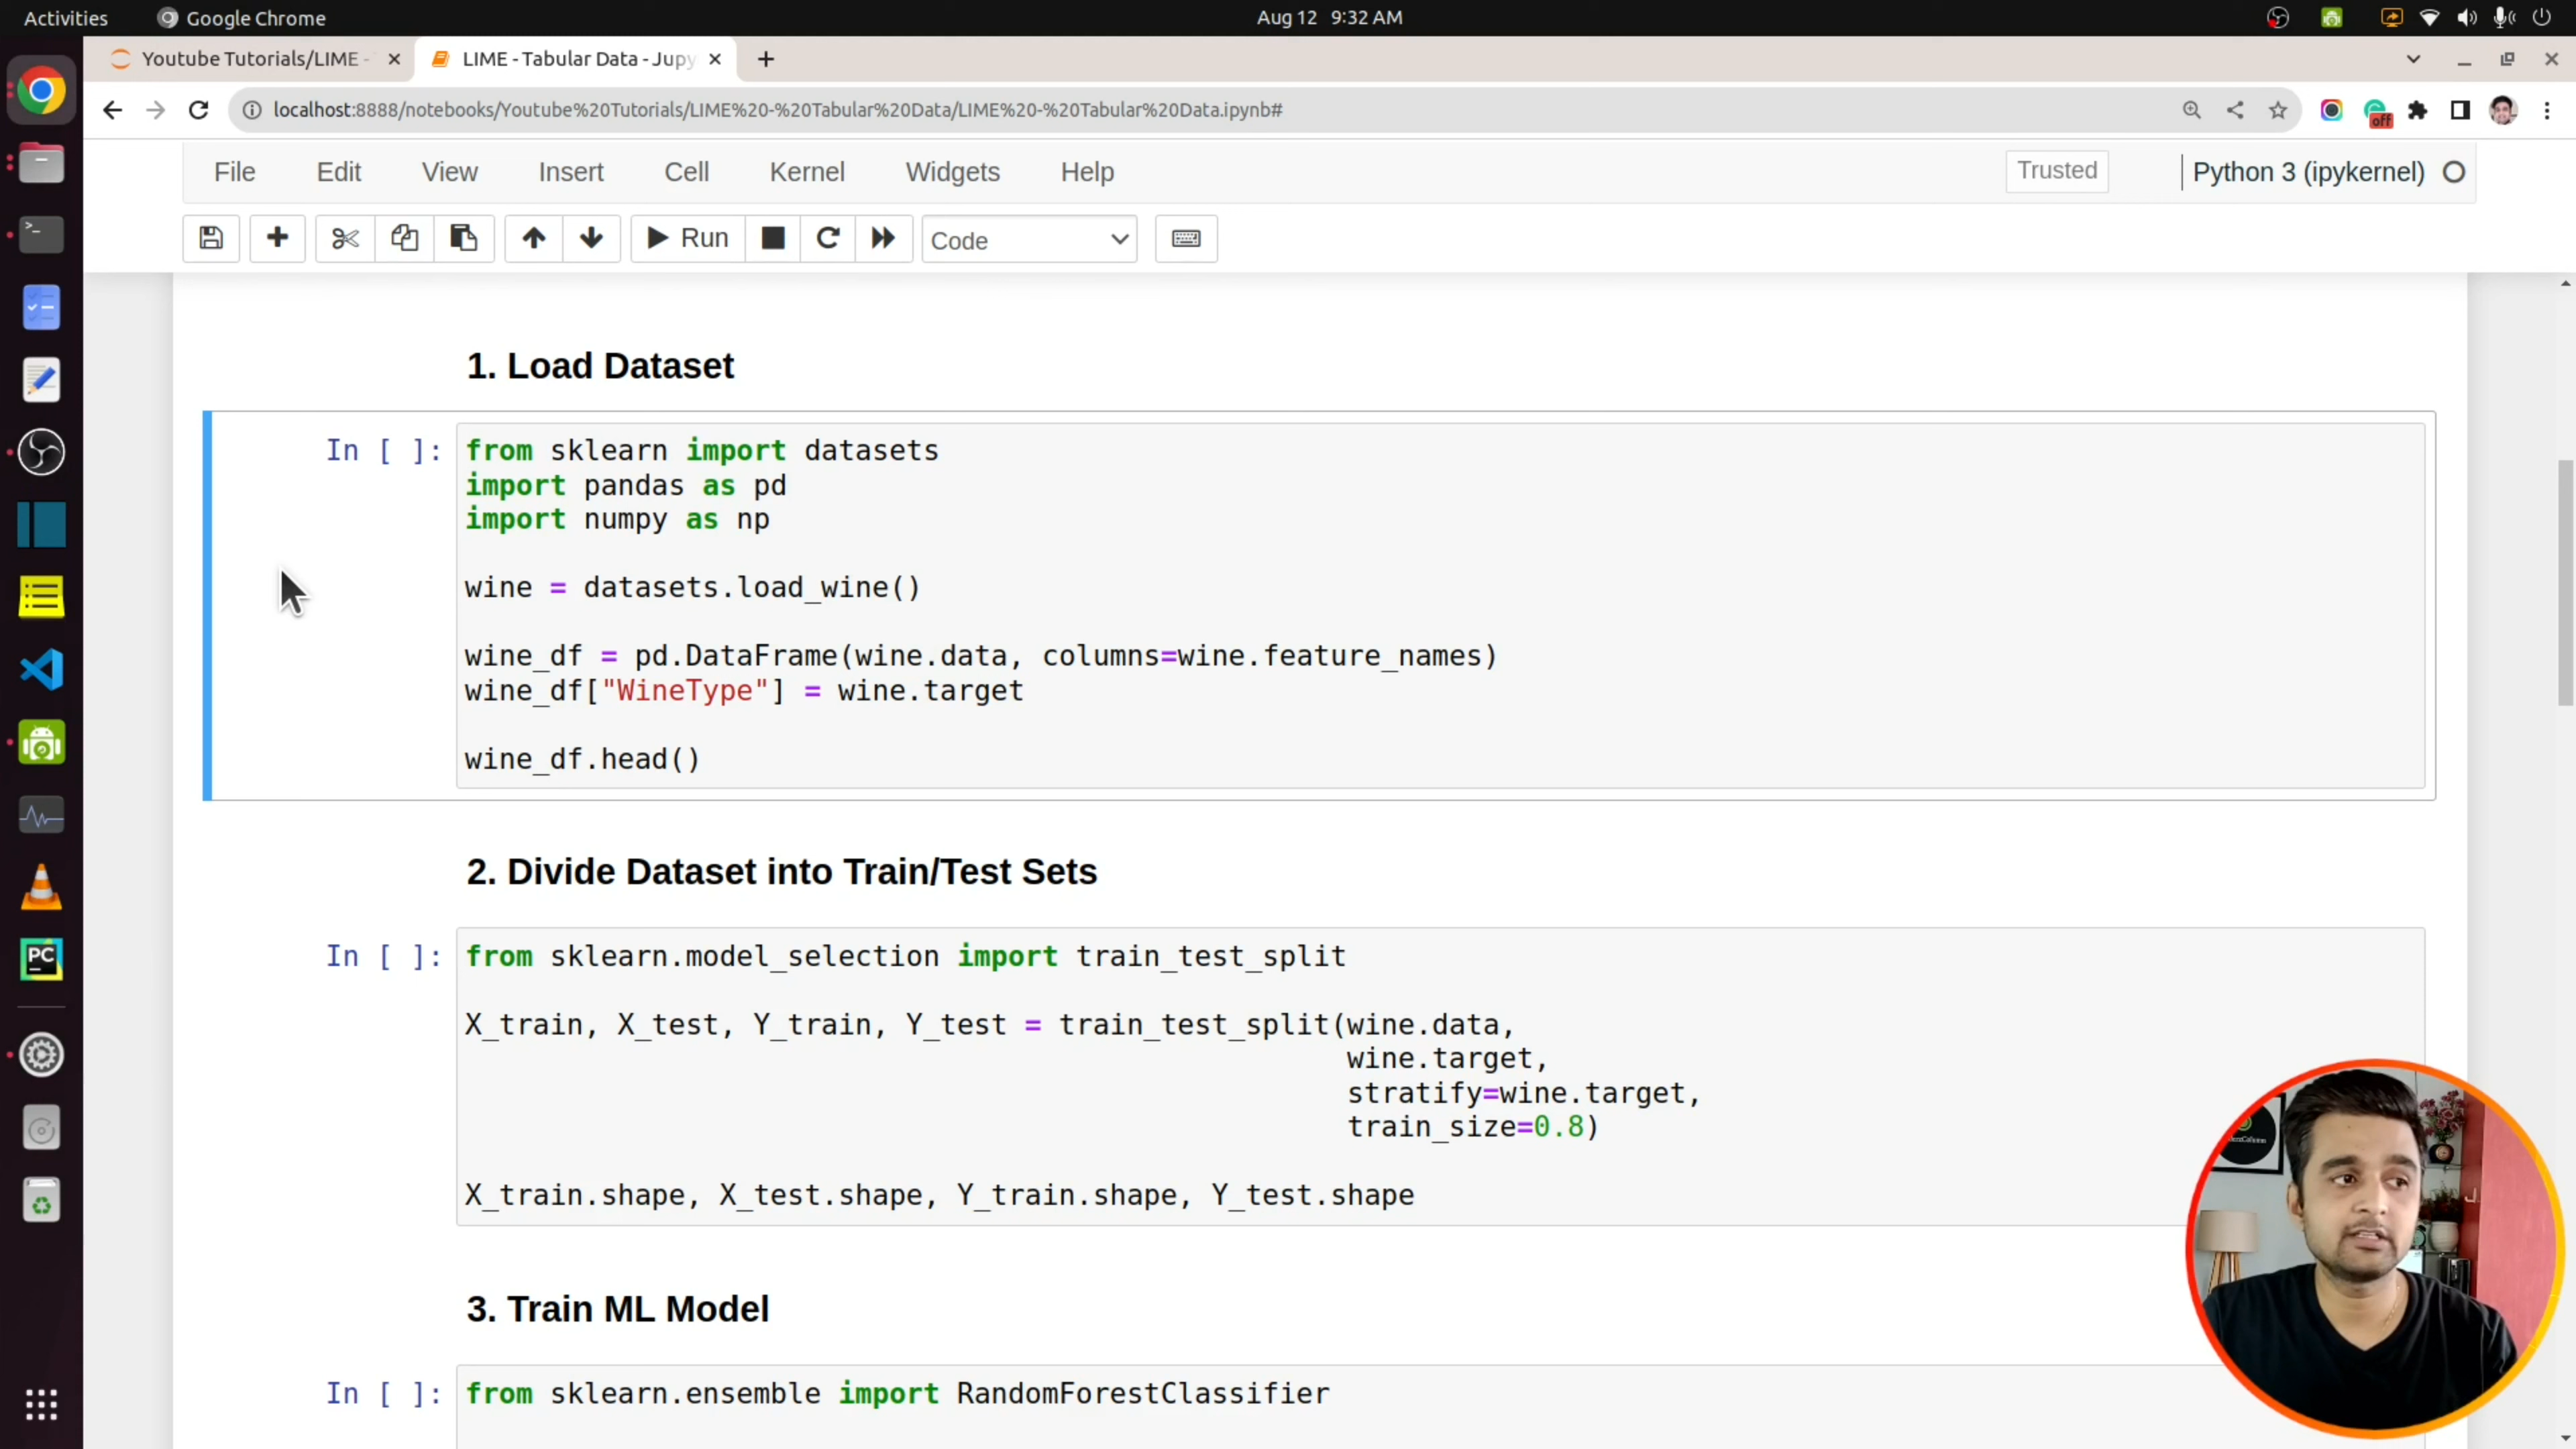 Activities Google Chrome Aug 12 9:32 AM
Youtube Tutorials/LIME - LIME - Tabular Data - Jupy
localhost:8888/notebooks/Youtube%20Tutorials/LIME%20-%20Tabular%20Data/LIME%20-%20Tabular%20Data.ipynb#
off
File Edit View Insert Cell Kernel Widgets Help Trusted Python 3 (ipykernel)
Run Code
1. Load Dataset
In [ ]: from sklearn import datasets
import pandas as pd
import numpy as np
wine = datasets.load_wine()
wine_df = pd.DataFrame(wine.data, columns=wine.feature_names)
wine_df["WineType"] = wine.target
wine_df.head()
2. Divide Dataset into Train/Test Sets
In [ ]: from sklearn.model_selection import train_test_split
X_train, X_test, Y_train, Y_test = train_test_split(wine.data,
wine.target,
stratify=wine.target,
train_size=0.8)
X_train.shape, X_test.shape, Y_train.shape, Y_test.shape
3. Train ML Model
In [ ]: from sklearn.ensemble import RandomForestClassifier
PC